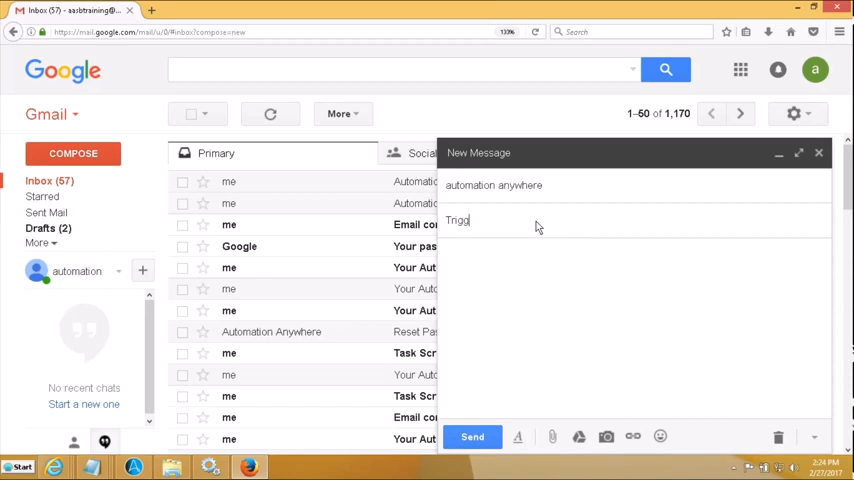 Inbox (57) - aasbtraining@...
https://mail.google.com/mail/u/0/#inbox?compose=new
133%
Search
Google
a
Gmail
More
1–50 of 1,170
COMPOSE
Primary
Social
New Message
automation anywhere
Trigg
Inbox (57)
Starred
Sent Mail
Drafts (2)
More
automation
No recent chats
Start a new one
me Automatic
me Automatic
me Email con
Google Your pas
me Your Aut
me Your Auto
me Your Aut
Automation Anywhere Reset Pas
me Task Scr
me Your Auto
me Task Scr
me Email con
me Your Aut
Send
Start
2:24 PM
2/27/2017